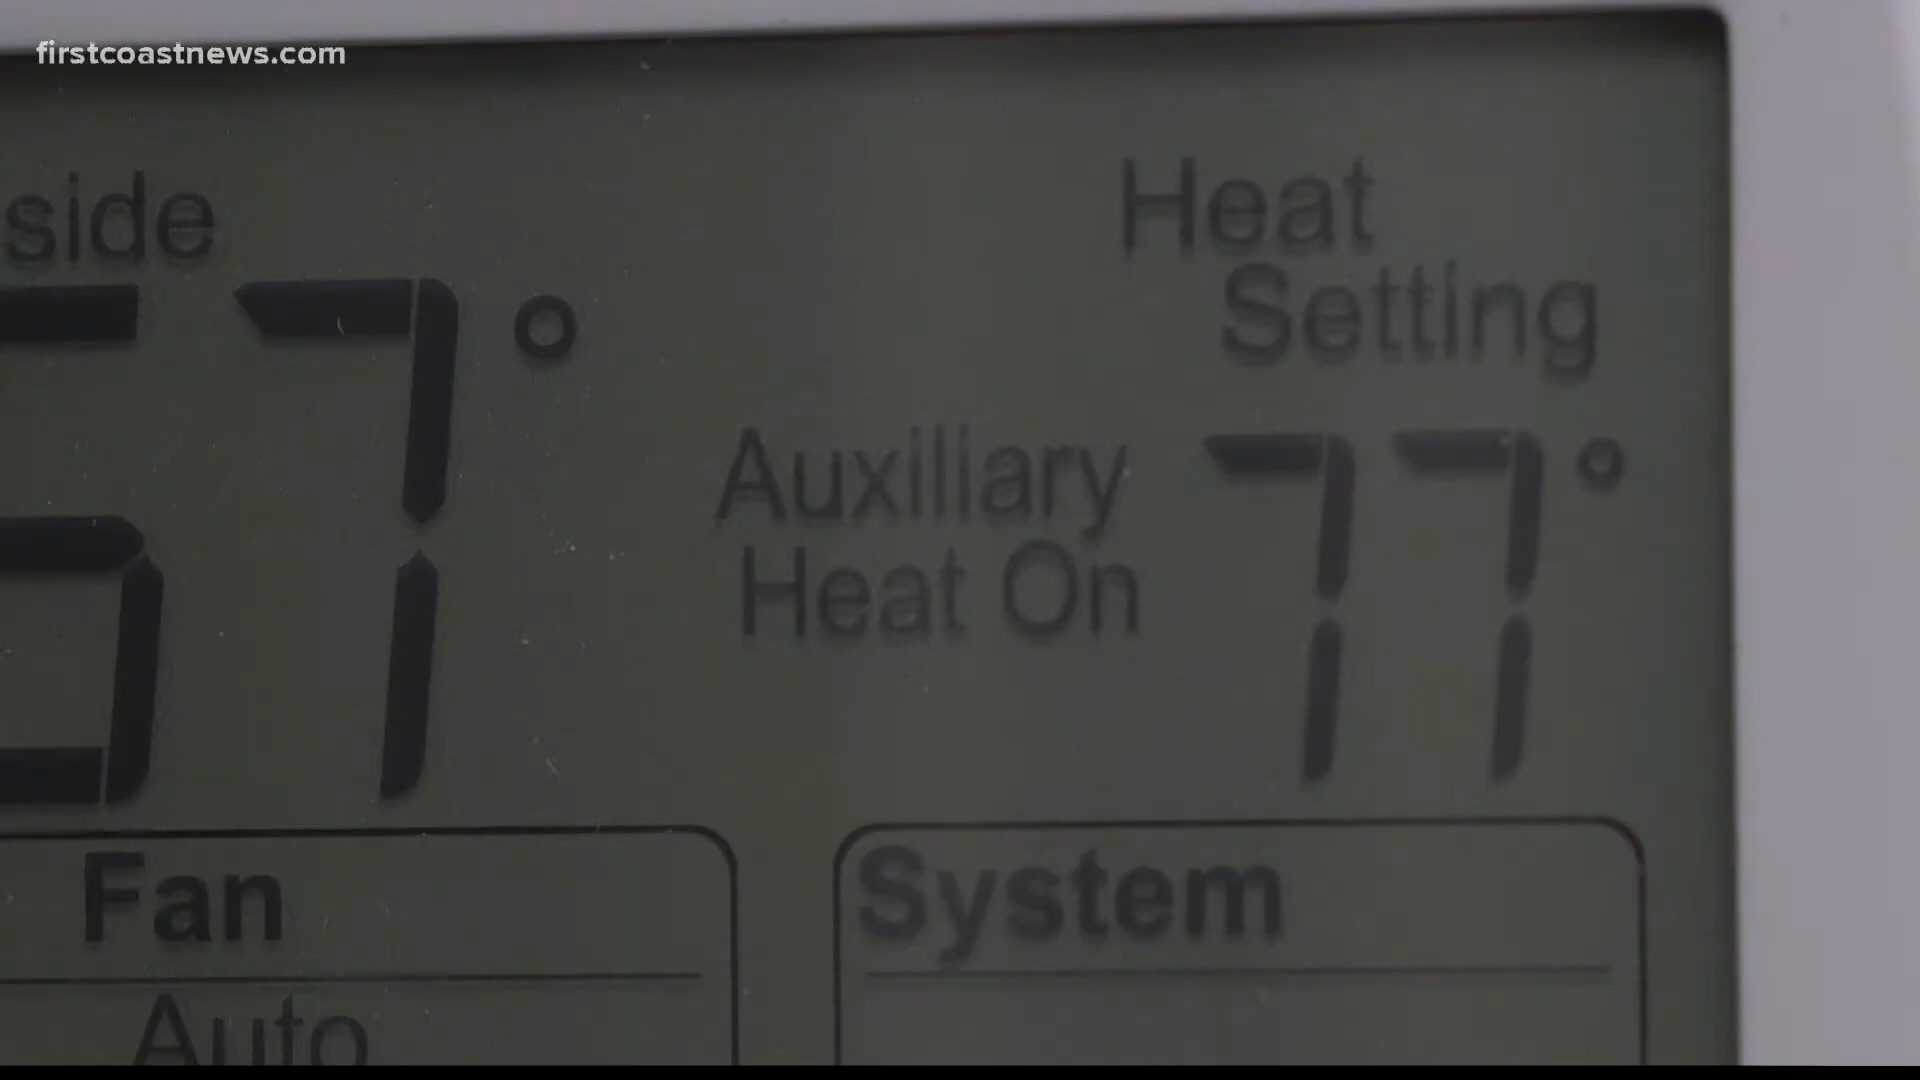 firstcoastnews.com
side
57°
Heat
Setting
Auxiliary
Heat On
77°
Fan
System
Auto